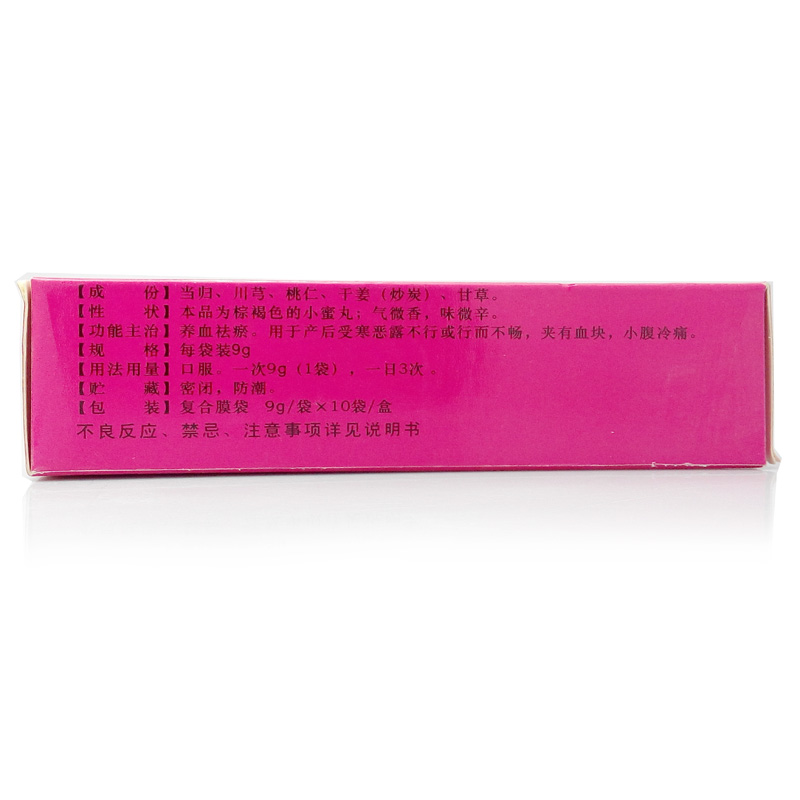 【成　　份】当归、川芎、桃仁、干姜（炒炭）、甘草。
【性　　状】本品为棕褐色的小蜜丸；气微香，味微辛。
【功能主治】养血祛瘀。用于产后受寒恶露不行或行而不畅，夹有血块，小腹冷痛。
【规　　格】每袋装9g
【用法用量】口服。一次9g（1袋），一日3次。
【贮　　藏】密闭，防潮。
【包　　装】复合膜袋　9g/袋×10袋/盒
不良反应、禁忌、注意事项详见说明书